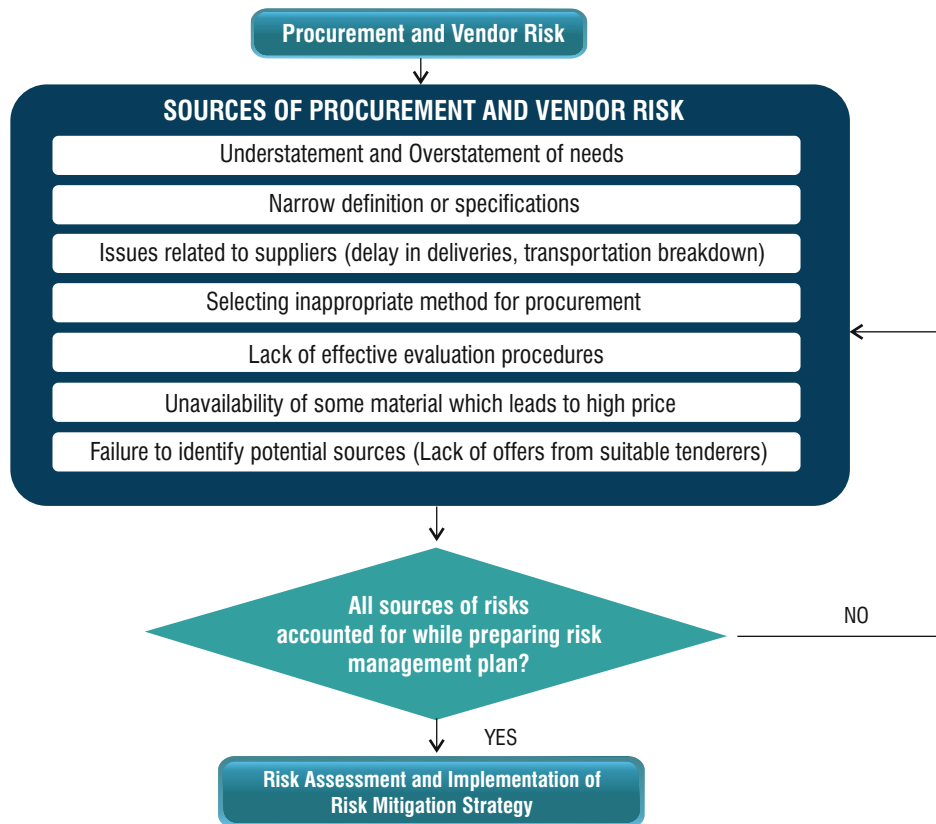 Procurement and Vendor Risk
SOURCES OF PROCUREMENT AND VENDOR RISK
Understatement and Overstatement of needs
Narrow definition or specifications
Issues related to suppliers (delay in deliveries, transportation breakdown)
Selecting inappropriate method for procurement
Lack of effective evaluation procedures
Unavailability of some material which leads to high price
Failure to identify potential sources (Lack of offers from suitable tenderers)
All sources of risks
accounted for while preparing risk
management plan?
NO
YES
Risk Assessment and Implementation of
Risk Mitigation Strategy